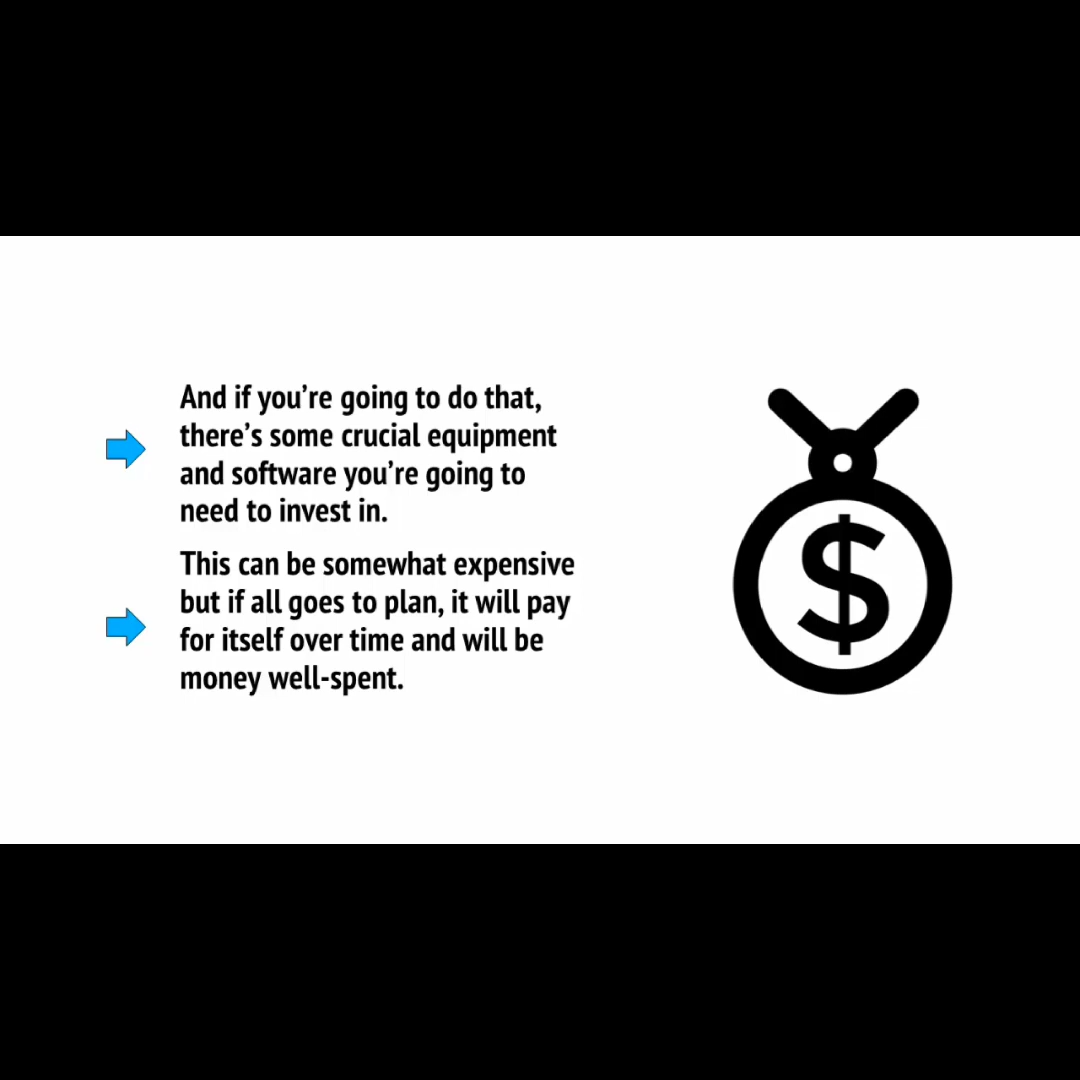 And if you’re going to do that,
there’s some crucial equipment
and software you’re going to
need to invest in.
This can be somewhat expensive
but if all goes to plan, it will pay
for itself over time and will be
money well-spent.
$